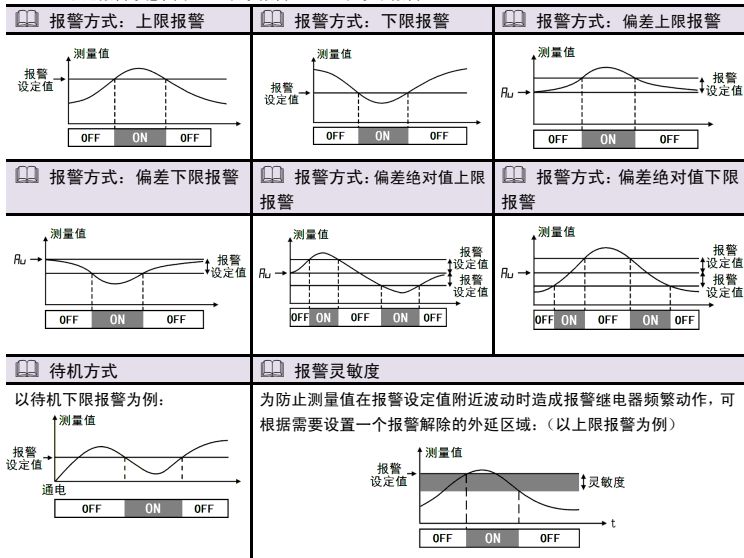 报警方式：上限报警
测量值
报警
设定值
OFF ON OFF
报警方式：下限报警
测量值
报警
设定值
OFF ON OFF
报警方式：偏差上限报警
测量值
报警
设定值
OFF ON OFF
报警方式：偏差下限报警
测量值
报警
设定值
OFF ON OFF
报警方式：偏差绝对值上限
报警
测量值
报警
设定值
报警
设定值
OFF ON OFF ON OFF
报警方式：偏差绝对值下限
报警
测量值
报警
设定值
报警
设定值
OFF ON OFF ON OFF
待机方式
以待机下限报警为例：
测量值
报警
设定值
通电
OFF ON OFF
报警灵敏度
为防止测量值在报警设定值附近波动时造成报警继电器频繁动作，可
根据需要设置一个报警解除的外延区域：（以上限报警为例）
测量值
报警
设定值
灵敏度
t
OFF ON OFF